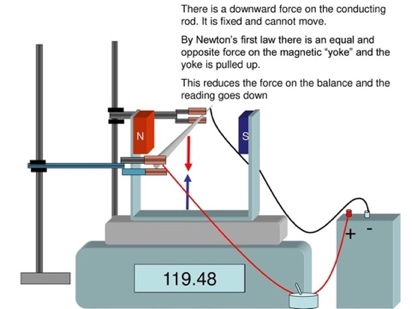 There is a downward force on the conducting
rod. It is fixed and cannot move.
By Newton's first law there is an equal and
opposite force on the magnetic "yoke" and the
yoke is pulled up.
This reduces the force on the balance and the
reading goes down
N
S
+ -
119.48